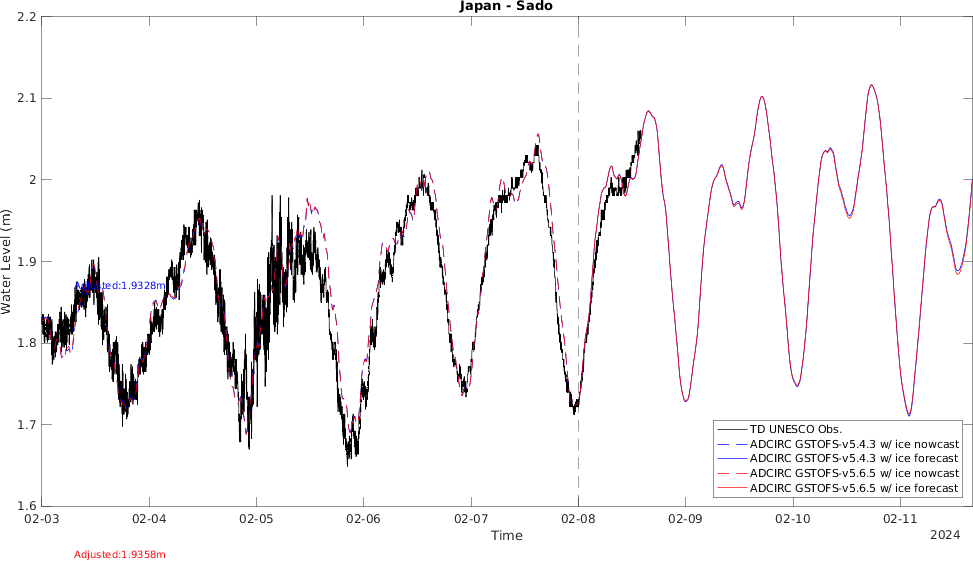 Japan - Sado
2.2
2.1
2
1.9
1.8
1.7
1.6
Water Level (m)
Adjusted:1.9328m
TD UNESCO Obs.
ADCIRC GSTOFS-v5.4.3 w/ ice nowcast
ADCIRC GSTOFS-v5.4.3 w/ ice forecast
ADCIRC GSTOFS-v5.6.5 w/ ice nowcast
ADCIRC GSTOFS-v5.6.5 w/ ice forecast
02-03 02-04 02-05 02-06 02-07 02-08 02-09 02-10 02-11
Time
2024
Adjusted:1.9358m